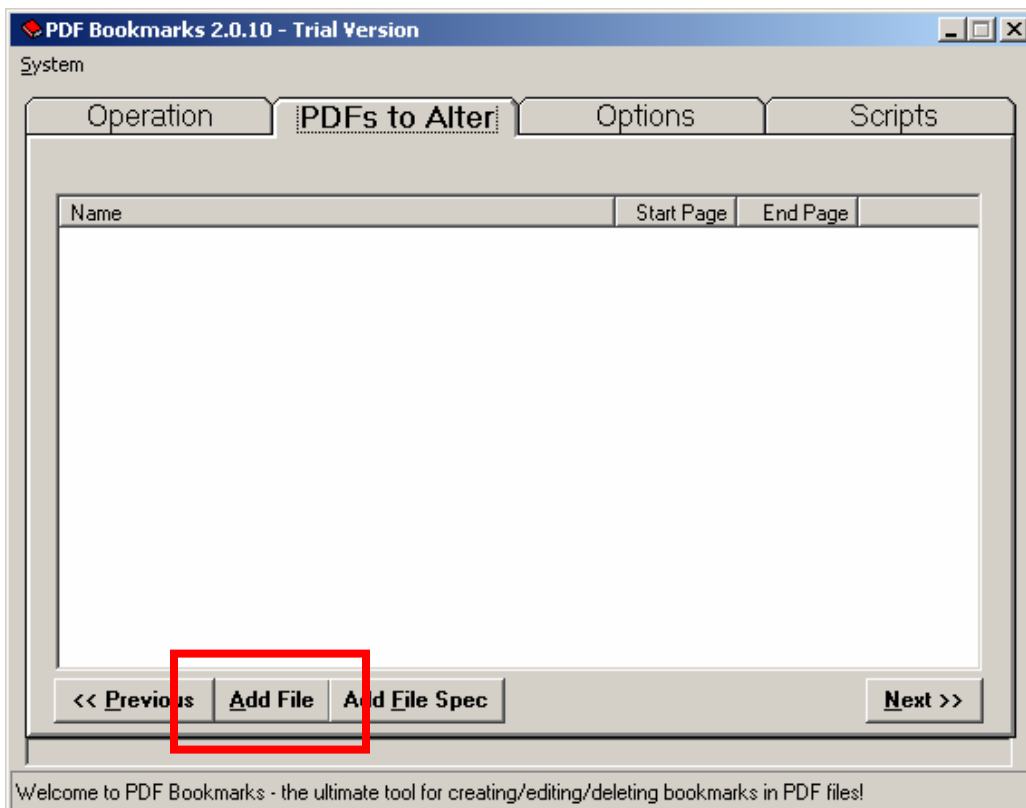 PDF Bookmarks 2.0.10 - Trial Version
System
Operation PDFs to Alter Options Scripts
Name Start Page End Page
<< Previous Add File Add File Spec Next >>
Welcome to PDF Bookmarks - the ultimate tool for creating/editing/deleting bookmarks in PDF files!